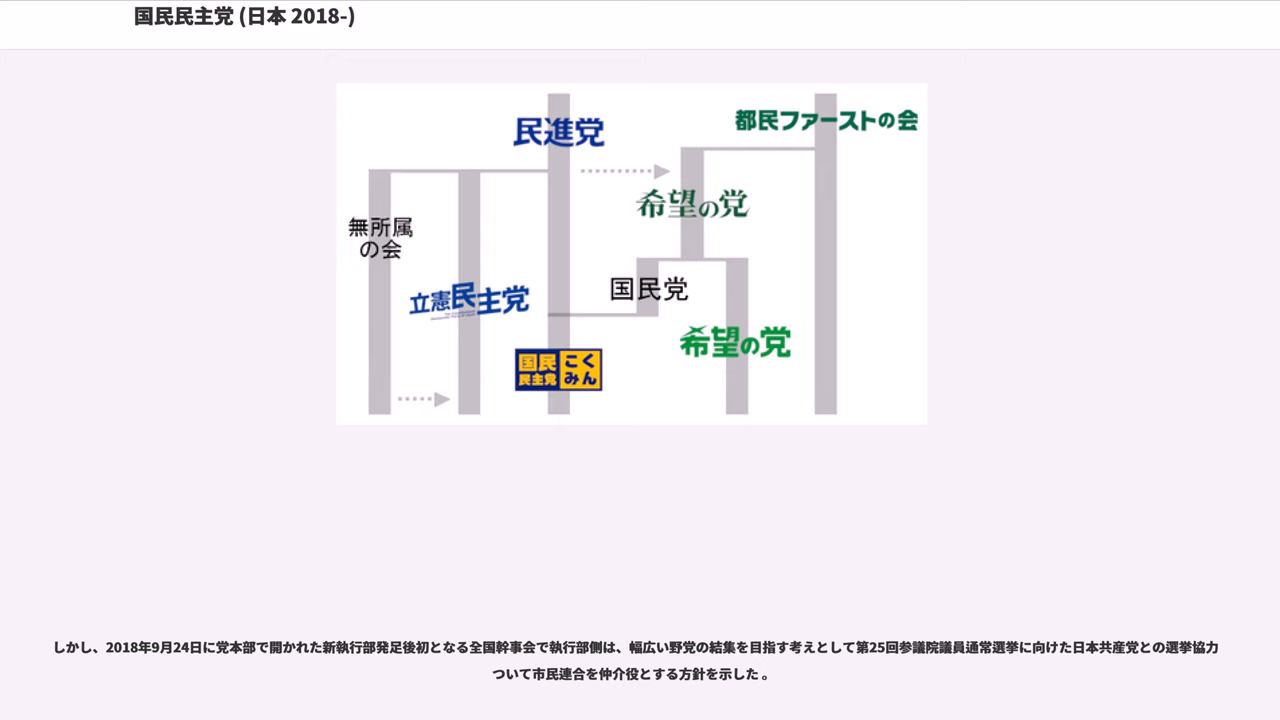 国民民主党 (日本 2018-)
民進党
都民ファーストの会
希望の党
無所属
の会
国民党
立憲民主党
希望の党
国民
民主党
こく
みん
しかし、2018年9月24日に党本部で開かれた新執行部発足後初となる全国幹事会で執行部側は、幅広い野党の結集を目指す考えとして第25回参議院議員通常選挙に向けた日本共産党との選挙協力
ついて市民連合を仲介役とする方針を示した 。